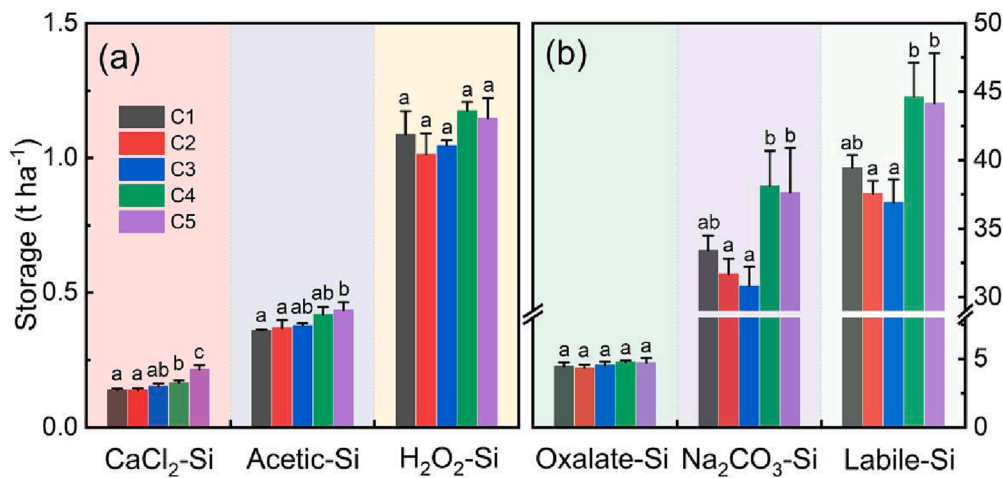 (a)
C1
C2
C3
C4
C5
Storage (t ha⁻¹)
1.5
1.0
0.5
0.0
a a ab b c
a a ab ab b
a a a a a
CaCl₂-Si Acetic-Si H₂O₂-Si
(b)
a a a a a
ab a a b b
ab a a b b
50
45
40
35
30
5
0
Oxalate-Si Na₂CO₃-Si Labile-Si